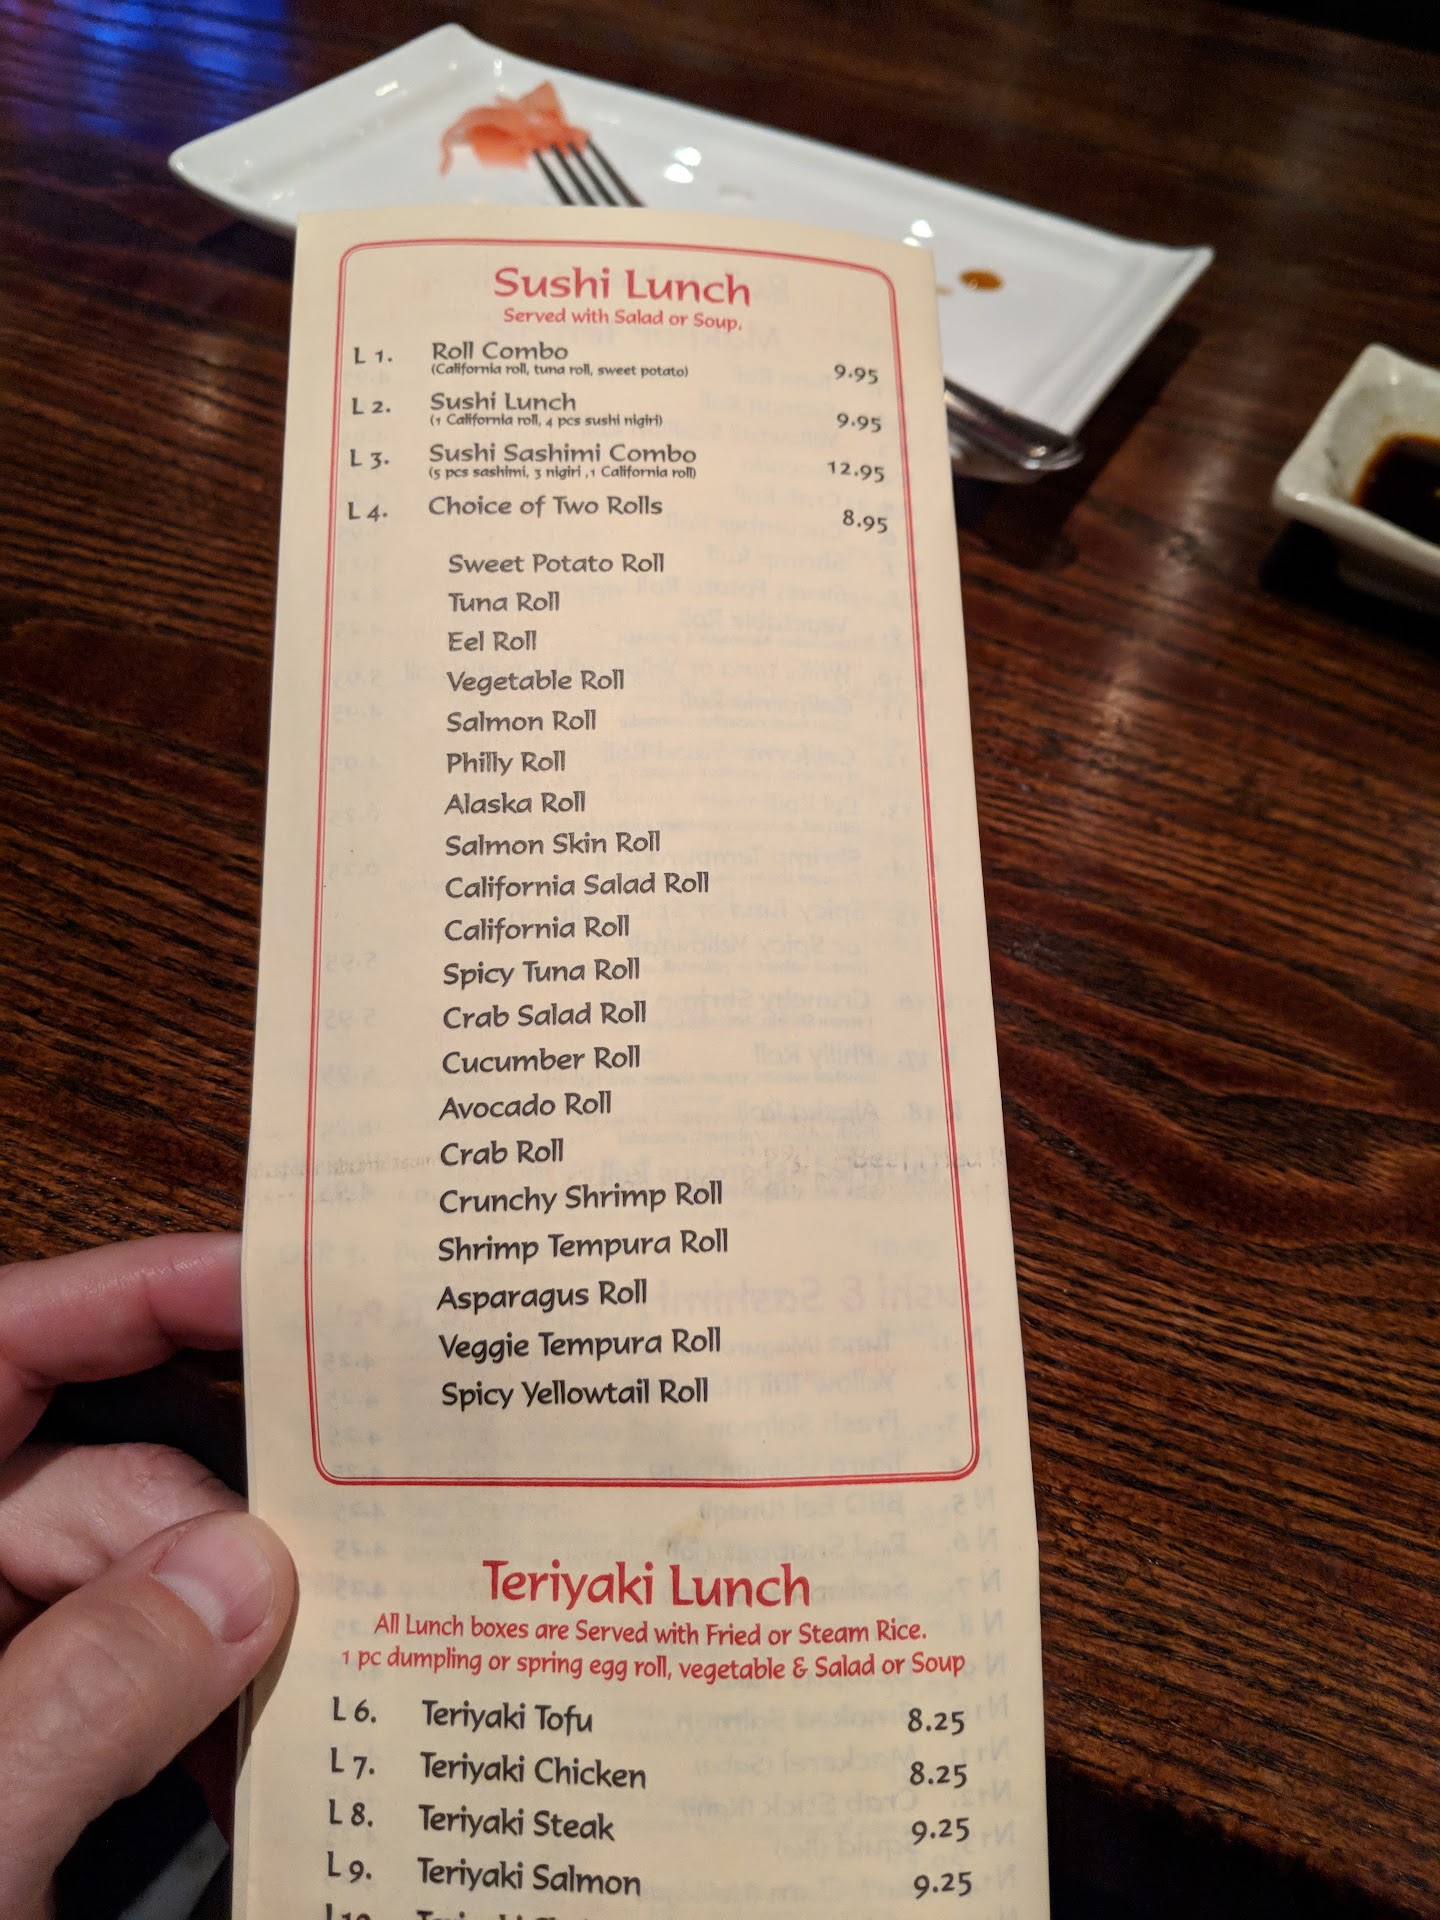 Sushi Lunch
Served with Salad or Soup.
L 1. Roll Combo 9.95
(California roll, tuna roll, sweet potato)
L 2. Sushi Lunch 9.95
(1 California roll, 4 pcs sushi nigiri)
L 3. Sushi Sashimi Combo 12.95
(5 pcs sashimi, 3 nigiri ,1 California roll)
L 4. Choice of Two Rolls 8.95
Sweet Potato Roll
Tuna Roll
Eel Roll
Vegetable Roll
Salmon Roll
Philly Roll
Alaska Roll
Salmon Skin Roll
California Salad Roll
California Roll
Spicy Tuna Roll
Crab Salad Roll
Cucumber Roll
Avocado Roll
Crab Roll
Crunchy Shrimp Roll
Shrimp Tempura Roll
Asparagus Roll
Veggie Tempura Roll
Spicy Yellowtail Roll
Teriyaki Lunch
All Lunch boxes are Served with Fried or Steam Rice.
1 pc dumpling or spring egg roll, vegetable & Salad or Soup
L 6. Teriyaki Tofu 8.25
L 7. Teriyaki Chicken 8.25
L 8. Teriyaki Steak 9.25
L 9. Teriyaki Salmon 9.25